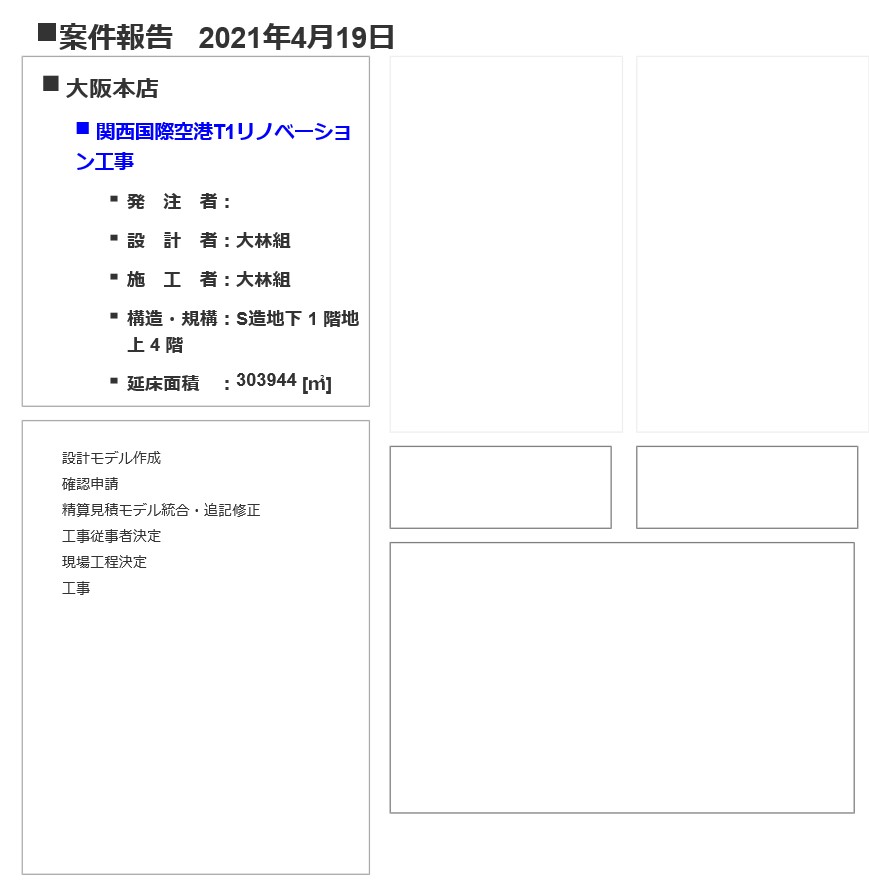 ■案件報告 2021年4月19日
■ 大阪本店
■ 関西国際空港T1リノベーショ
ン工事
▪ 発　注　者：
▪ 設　計　者：大林組
▪ 施　工　者：大林組
▪ 構造・規構：S造地下 1 階地
上 4 階
▪ 延床面積　：303944 [㎡]
設計モデル作成
確認申請
精算見積モデル統合・追記修正
工事従事者決定
現場工程決定
工事